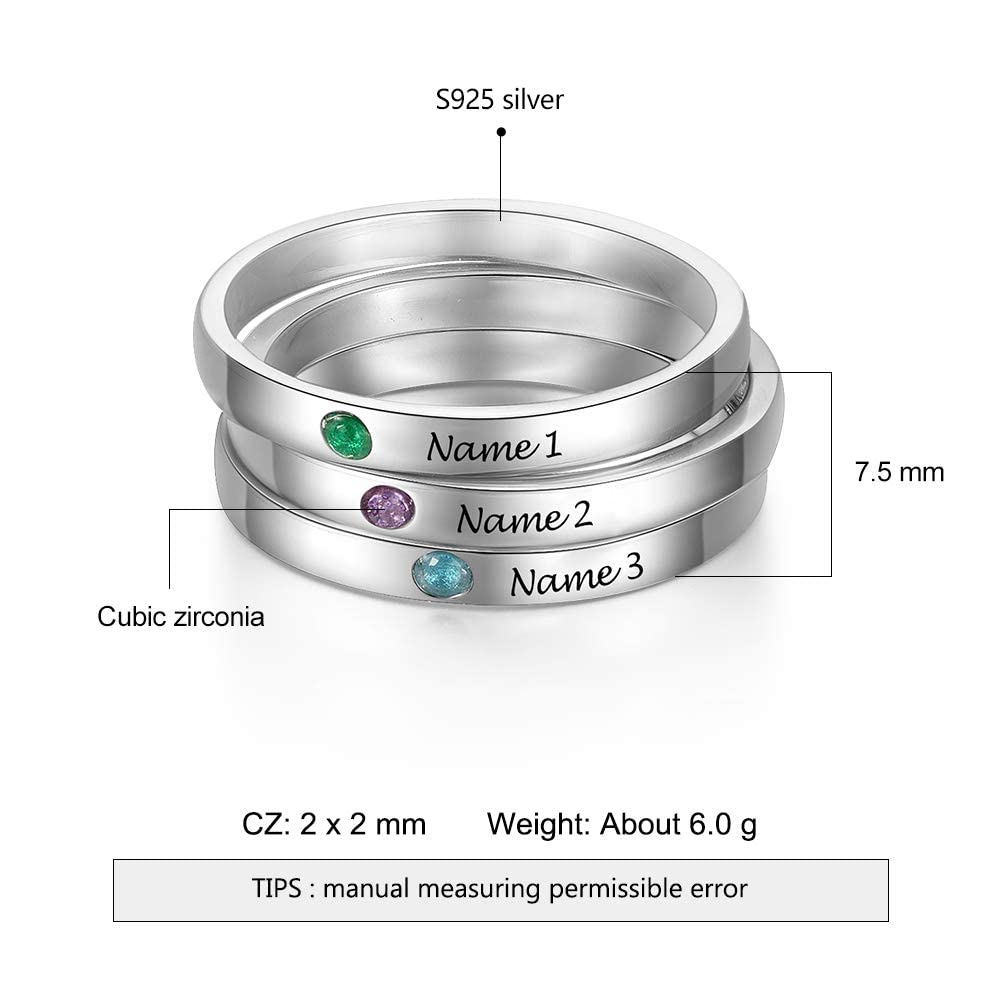 S925 silver
Name 1
7.5 mm
Name 2
Name 3
Cubic zirconia
CZ: 2 x 2 mm Weight: About 6.0 g
TIPS : manual measuring permissible error